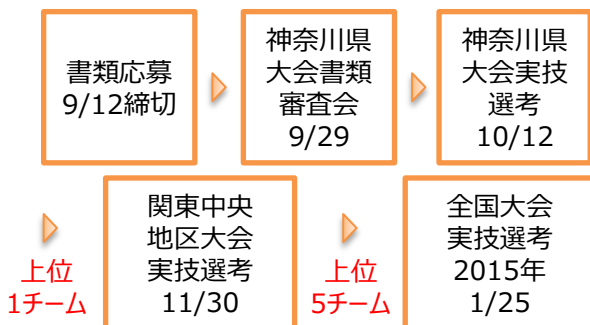 書類応募
9/12締切
神奈川県
大会書類
審査会
9/29
神奈川県
大会実技
選考
10/12
上位
1チーム
関東中央
地区大会
実技選考
11/30
上位
5チーム
全国大会
実技選考
2015年
1/25